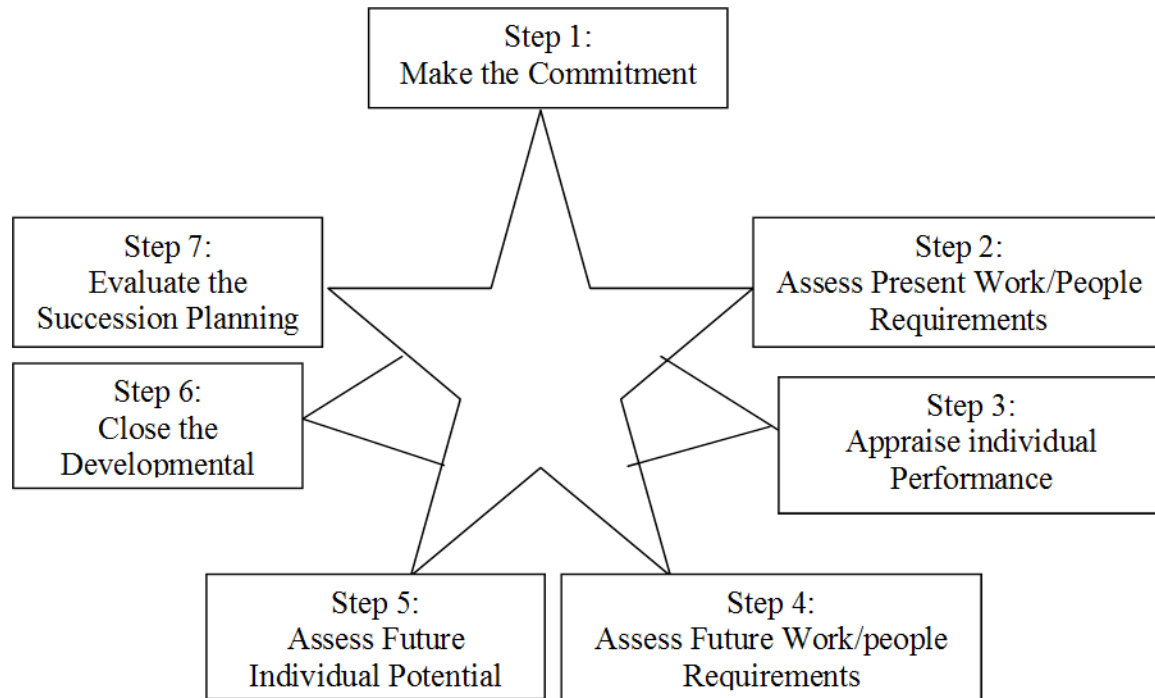 Step 1:
Make the Commitment
Step 2:
Assess Present Work/People
Requirements
Step 3:
Appraise individual
Performance
Step 4:
Assess Future Work/people
Requirements
Step 5:
Assess Future
Individual Potential
Step 6:
Close the
Developmental
Step 7:
Evaluate the
Succession Planning